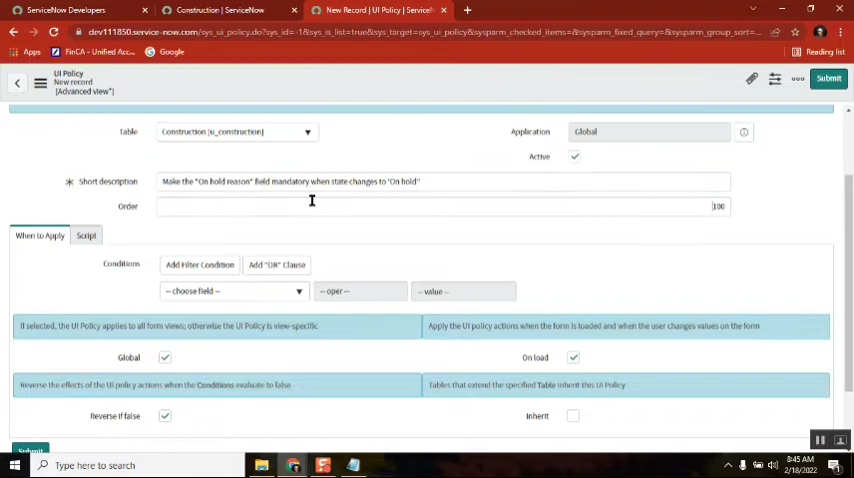 ServiceNow Developers
Construction | ServiceNow
New Record | UI Policy | ServiceN
dev111850.service-now.com/sys_ui_policy.do?sys_id=-1&sys_is_list=true&sys_target=sys_ui_policy&sysparm_checked_items=&sysparm_fixed_query=&sysparm_group_sort=...
Apps
FinCA - Unified Acc...
Google
Reading list
UI Policy
New record
[Advanced view*]
Submit
Table
Construction [u_construction]
Application
Global
Active
Short description
Make the "On hold reason" field mandatory when state changes to 'On hold"
Order
100
When to Apply
Script
Conditions
Add Filter Condition
Add "OR" Clause
-- choose field --
-- oper --
-- value --
If selected, the UI Policy applies to all form views; otherwise the UI Policy is view-specific
Apply the UI policy actions when the form is loaded and when the user changes values on the form
Global
On load
Reverse the effects of the UI policy actions when the Conditions evaluate to false
Tables that extend the specified Table inherit this UI Policy
Reverse if false
Inherit
Submit
Type here to search
8:45 AM
2/18/2022